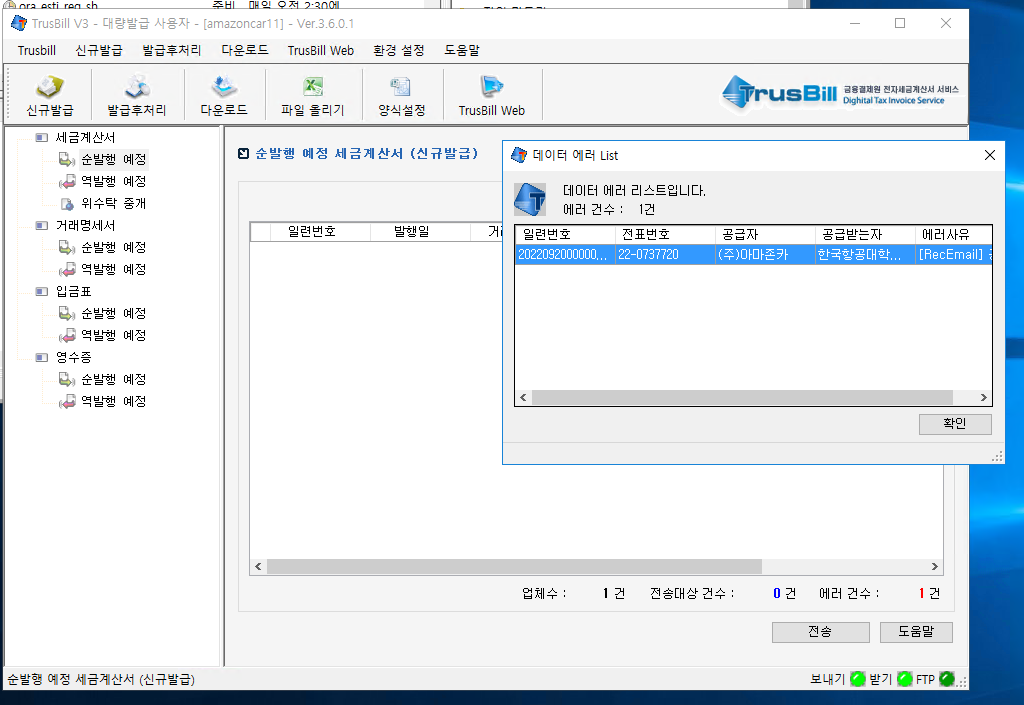 ora_esti_reg.sh
TrusBill V3 - 대량발급 사용자 - [amazoncar11] - Ver.3.6.0.1
Trusbill 신규발급 발급후처리 다운로드 TrusBill Web 환경 설정 도움말
신규발급 발급후처리 다운로드 파일 올리기 양식설정 TrusBill Web
TrusBill 금융결제원 전자세금계산서 서비스
Dighital Tax Invoice Service
세금계산서
순발행 예정
역발행 예정
위수탁 중개
거래명세서
순발행 예정
역발행 예정
입금표
순발행 예정
역발행 예정
영수증
순발행 예정
역발행 예정
순발행 예정 세금계산서 (신규발급)
일련번호 발행일
데이터 에러 List
데이터 에러 리스트입니다.
에러 건수 : 1건
일련번호 전표번호 공급자 공급받는자 에러사유
2022092000000... 22-0737720 (주)아마존카 한국항공대학... [RecEmail]
확인
업체수 : 1 건 전송대상 건수 : 0 건 에러 건수 : 1 건
전송 도움말
순발행 예정 세금계산서 (신규발급) 보내기 받기 FTP